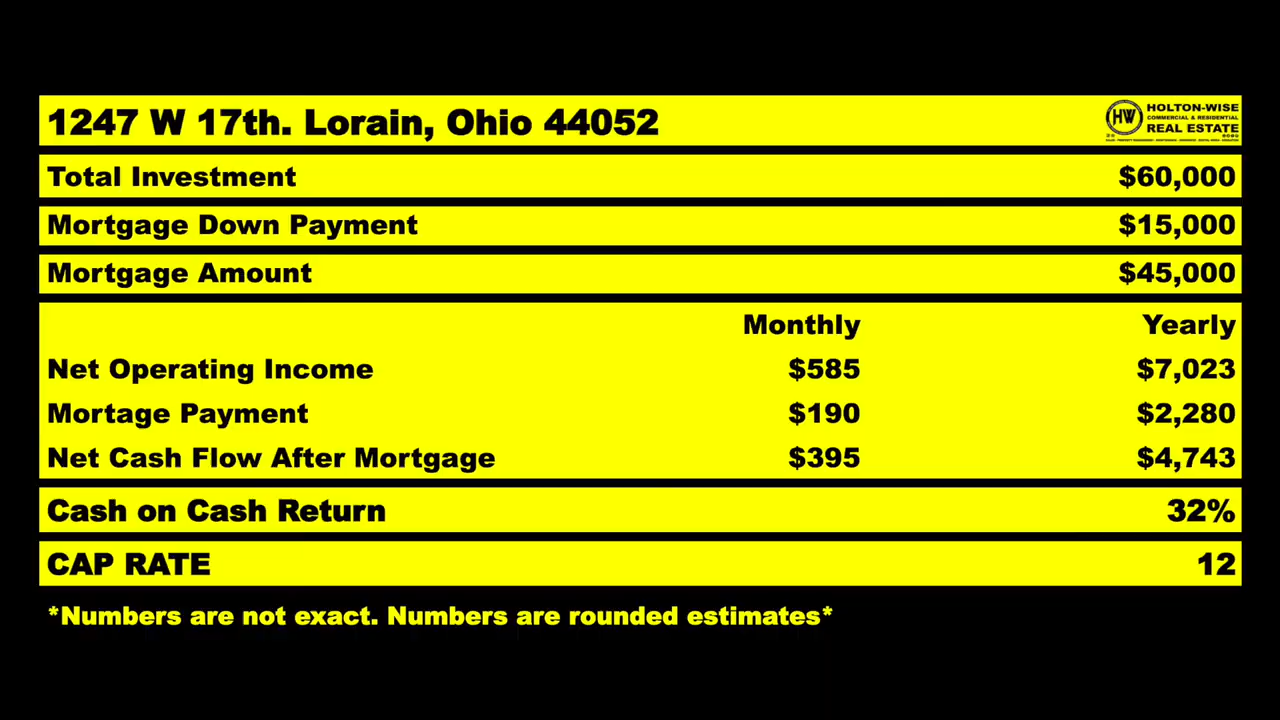 1247 W 17th. Lorain, Ohio 44052
HW
HOLTON-WISE
COMMERCIAL & RESIDENTIAL
REAL ESTATE
Total Investment $60,000
Mortgage Down Payment $15,000
Mortgage Amount $45,000
Monthly Yearly
Net Operating Income $585 $7,023
Mortage Payment $190 $2,280
Net Cash Flow After Mortgage $395 $4,743
Cash on Cash Return 32%
CAP RATE 12
*Numbers are not exact. Numbers are rounded estimates*